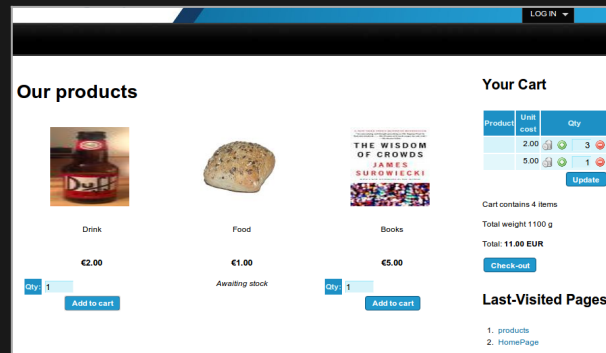 LOG IN
Our products
Duff
THE WISDOM
OF CROWDS
JAMES
SUROWIECKI
Drink
Food
Books
€2.00
€1.00
€5.00
Awaiting stock
Qty: 1
Qty: 1
Add to cart
Add to cart
Your Cart
Product Unit cost Qty
2.00 3
5.00 1
Update
Cart contains 4 items
Total weight 1100 g
Total: 11.00 EUR
Check-out
Last-Visited Pages
1. products
2. HomePage